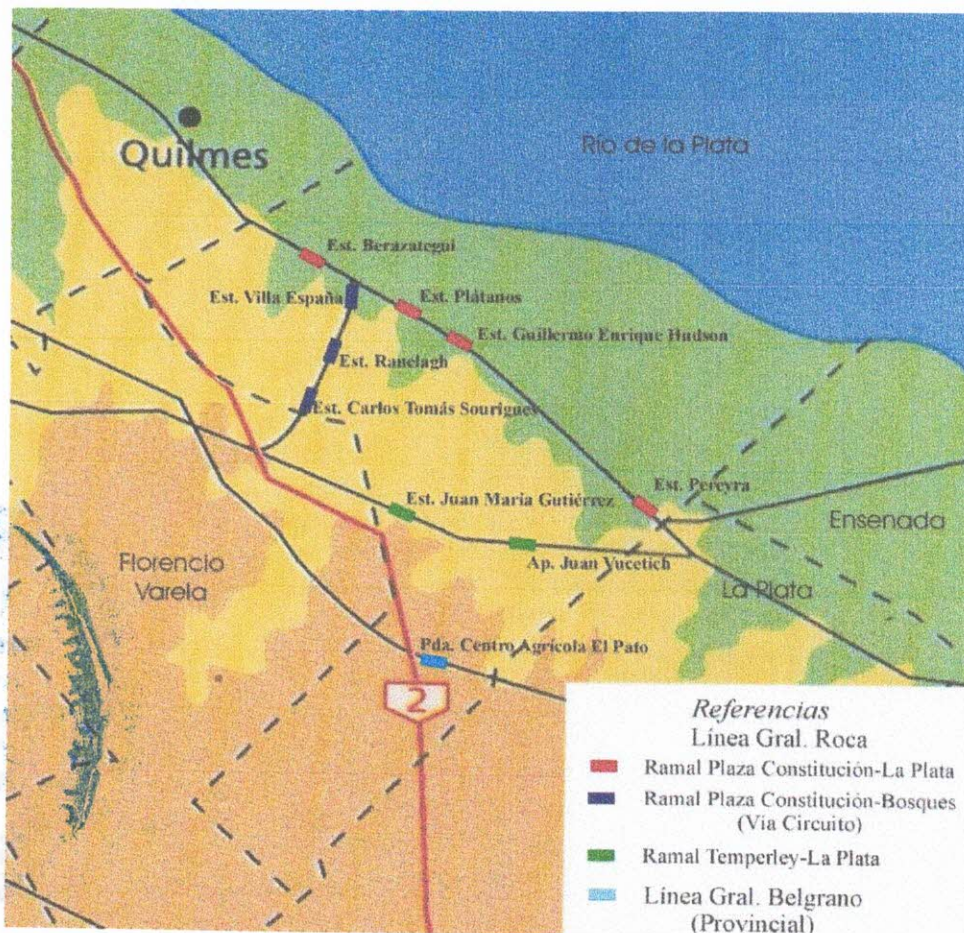 Quilmes
Río de la Plata
Est. Berazategui
Est. Villa España
Est. Plátanos
Est. Guillermo Enrique Hudson
Est. Ranelagh
Est. Carlos Tomás Sourigues
Est. Juan Maria Gutiérrez
Est. Pereyra
Ensenada
Florencio
Varela
Ap. Juan Vucetich
La Plata
Pda. Centro Agrícola El Pato
2
Referencias
Línea Gral. Roca
Ramal Plaza Constitución-La Plata
Ramal Plaza Constitución-Bosques
(Vía Circuito)
Ramal Temperley-La Plata
Línea Gral. Belgrano
(Provincial)